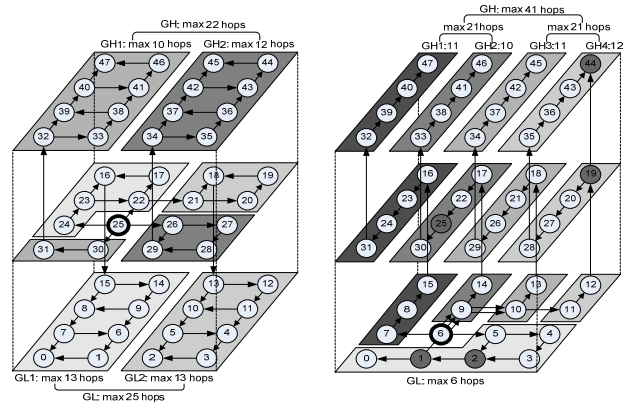 GH: max 22 hops
GH1: max 10 hops GH2: max 12 hops
47 46 45 44
40 41 42 43
39 38 37 36
32 33 34 35
16 17 18 19
23 22 21 20
24 25 26 27
31 30 29 28
15 14 13 12
8 9 10 11
7 6 5 4
0 1 2 3
GL1: max 13 hops GL2: max 13 hops
GL: max 25 hops
GH: max 41 hops
max 21hops max 21 hops
GH1:11 GH2:10 GH3:11 GH4:12
47 46 45 44
40 41 42 43
39 38 37 36
32 33 34 35
16 17 18 19
23 22 21 20
24 25 26 27
31 30 29 28
15 14 13 12
8 9 10 11
7 6 5 4
0 1 2 3
GL: max 6 hops